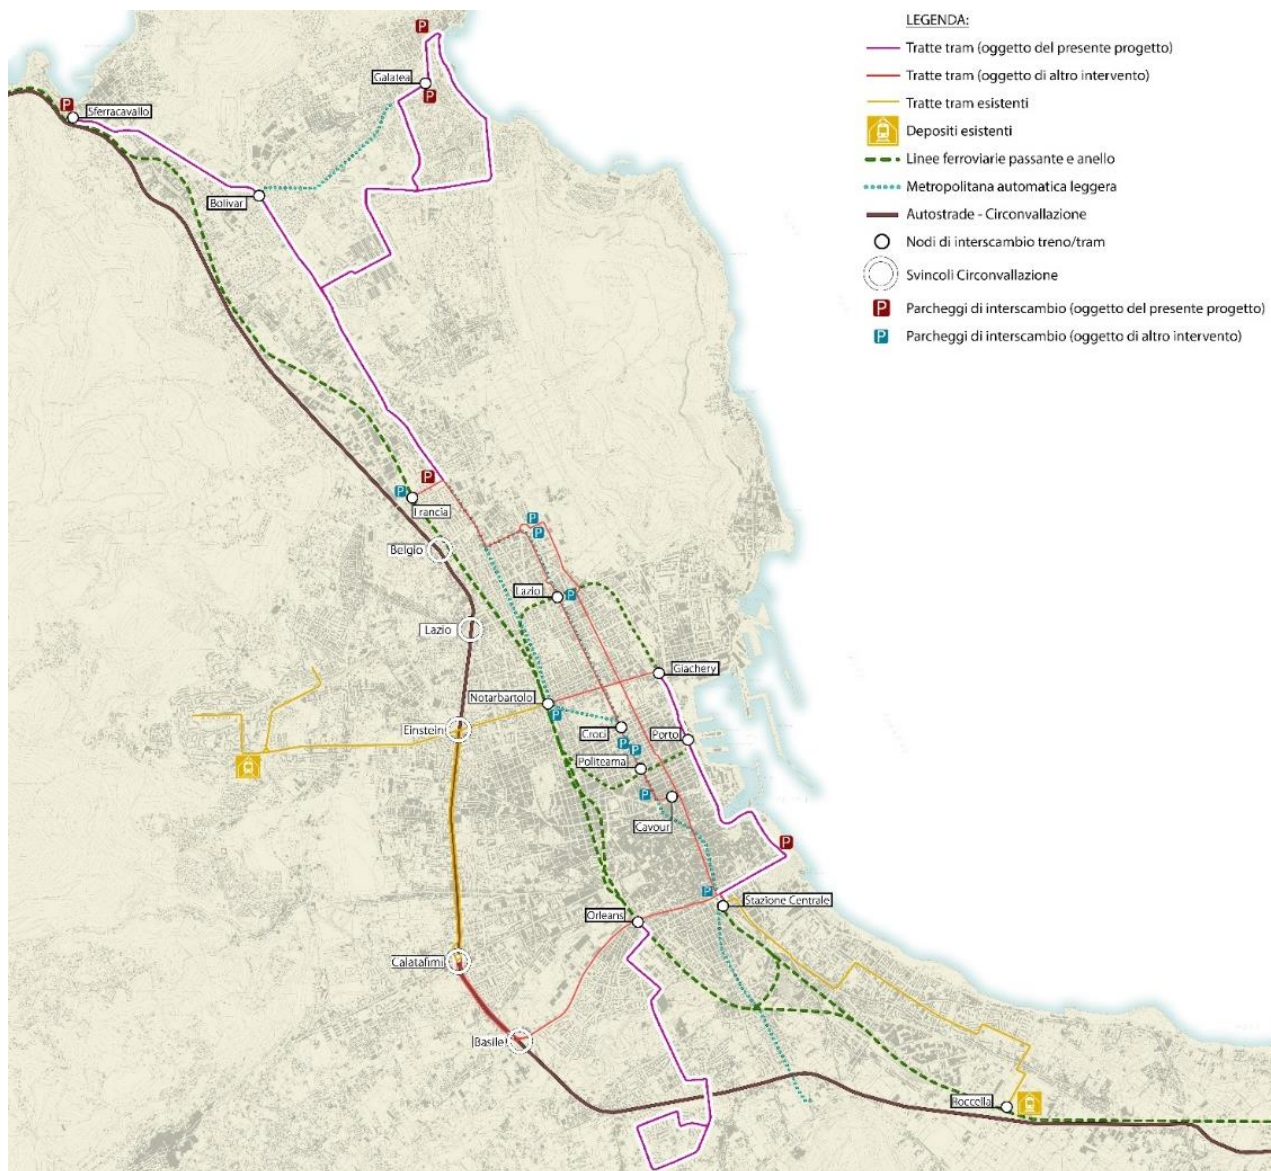 LEGENDA:
Tratte tram (oggetto del presente progetto)
Tratte tram (oggetto di altro intervento)
Tratte tram esistenti
Depositi esistenti
Linee ferroviarie passante e anello
Metropolitana automatica leggera
Autostrade - Circonvallazione
Nodi di interscambio treno/tram
Svincoli Circonvallazione
P Parcheggi di interscambio (oggetto del presente progetto)
P Parcheggi di interscambio (oggetto di altro intervento)
P
Galatea
P
P
Sferracavallo
Bolivar
P
P
Francia
P
P
Belgio
Lazio
P
Lazio
Giachery
Notarbartolo
P
Einstein
Croci
Porto
P P
Politeama
P
Cavour
P
P
Stazione Centrale
Orleans
Calatafimi
Basile
Roccella